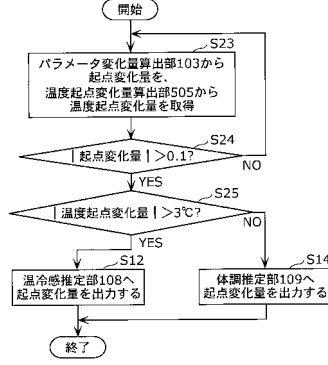 開始
S23
パラメータ変化量算出部103から
起点変化量を、
温度起点変化量算出部505から
温度起点変化量を取得
S24
｜起点変化量｜＞0.1?
NO
YES
S25
｜温度起点変化量｜＞3℃?
NO
YES
S12
温冷感推定部108へ
起点変化量を出力する
S14
体調推定部109へ
起点変化量を出力する
終了